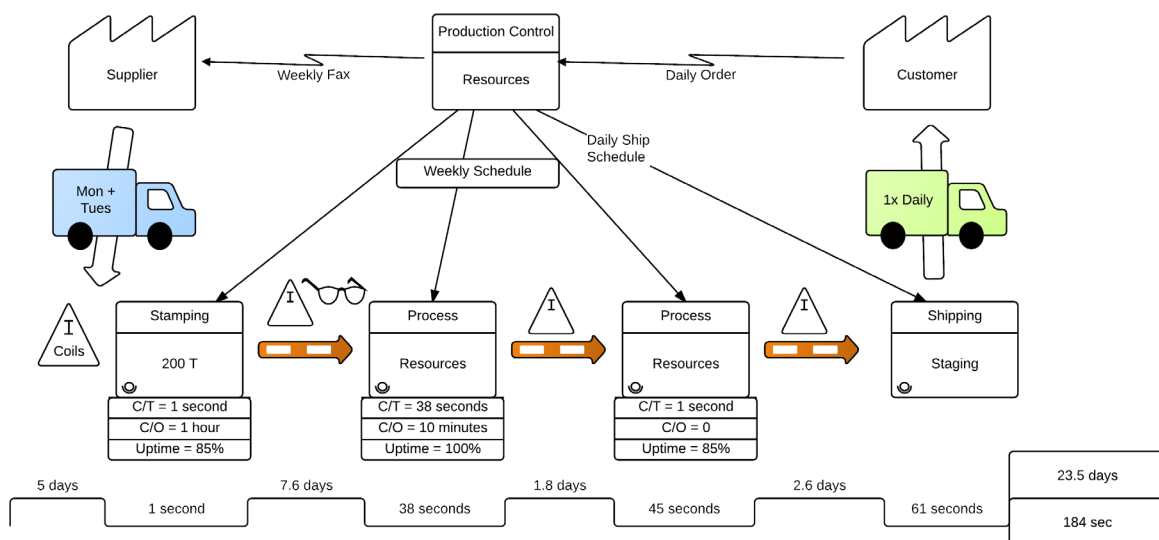 Supplier
Weekly Fax
Production Control
Resources
Daily Order
Customer
Mon +
Tues
Weekly Schedule
Daily Ship
Schedule
1x Daily
I
Coils
Stamping
200 T
C/T = 1 second
C/O = 1 hour
Uptime = 85%
I
Process
Resources
C/T = 38 seconds
C/O = 10 minutes
Uptime = 100%
I
Process
Resources
C/T = 1 second
C/O = 0
Uptime = 85%
I
Shipping
Staging
5 days
1 second
7.6 days
38 seconds
1.8 days
45 seconds
2.6 days
61 seconds
23.5 days
184 sec